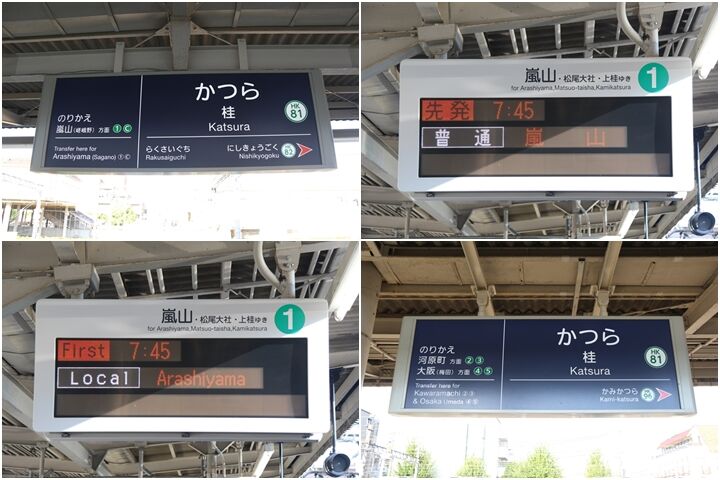 のりかえ
嵐山(嵯峨野)方面 1 C
Transfer here for
Arashiyama (Sagano) 1 C
かつら
桂
Katsura
HK
81
らくさいぐち
Rakusaiguchi
にしきょうごく
Nishikyogoku
HK
82
嵐山・松尾大社・上桂ゆき
for Arashiyama,Matsuo-taisha,Kamikatsura
1
先発 7:45
普通 嵐山
嵐山・松尾大社・上桂ゆき
for Arashiyama,Matsuo-taisha,Kamikatsura
1
First 7:45
Local Arashiyama
のりかえ
河原町 方面 2 3
大阪(梅田)方面 4 5
Transfer here for
Kawaramachi 2 3
& Osaka Umeda 4 5
かつら
桂
Katsura
HK
81
かみかつら
Kami-katsura